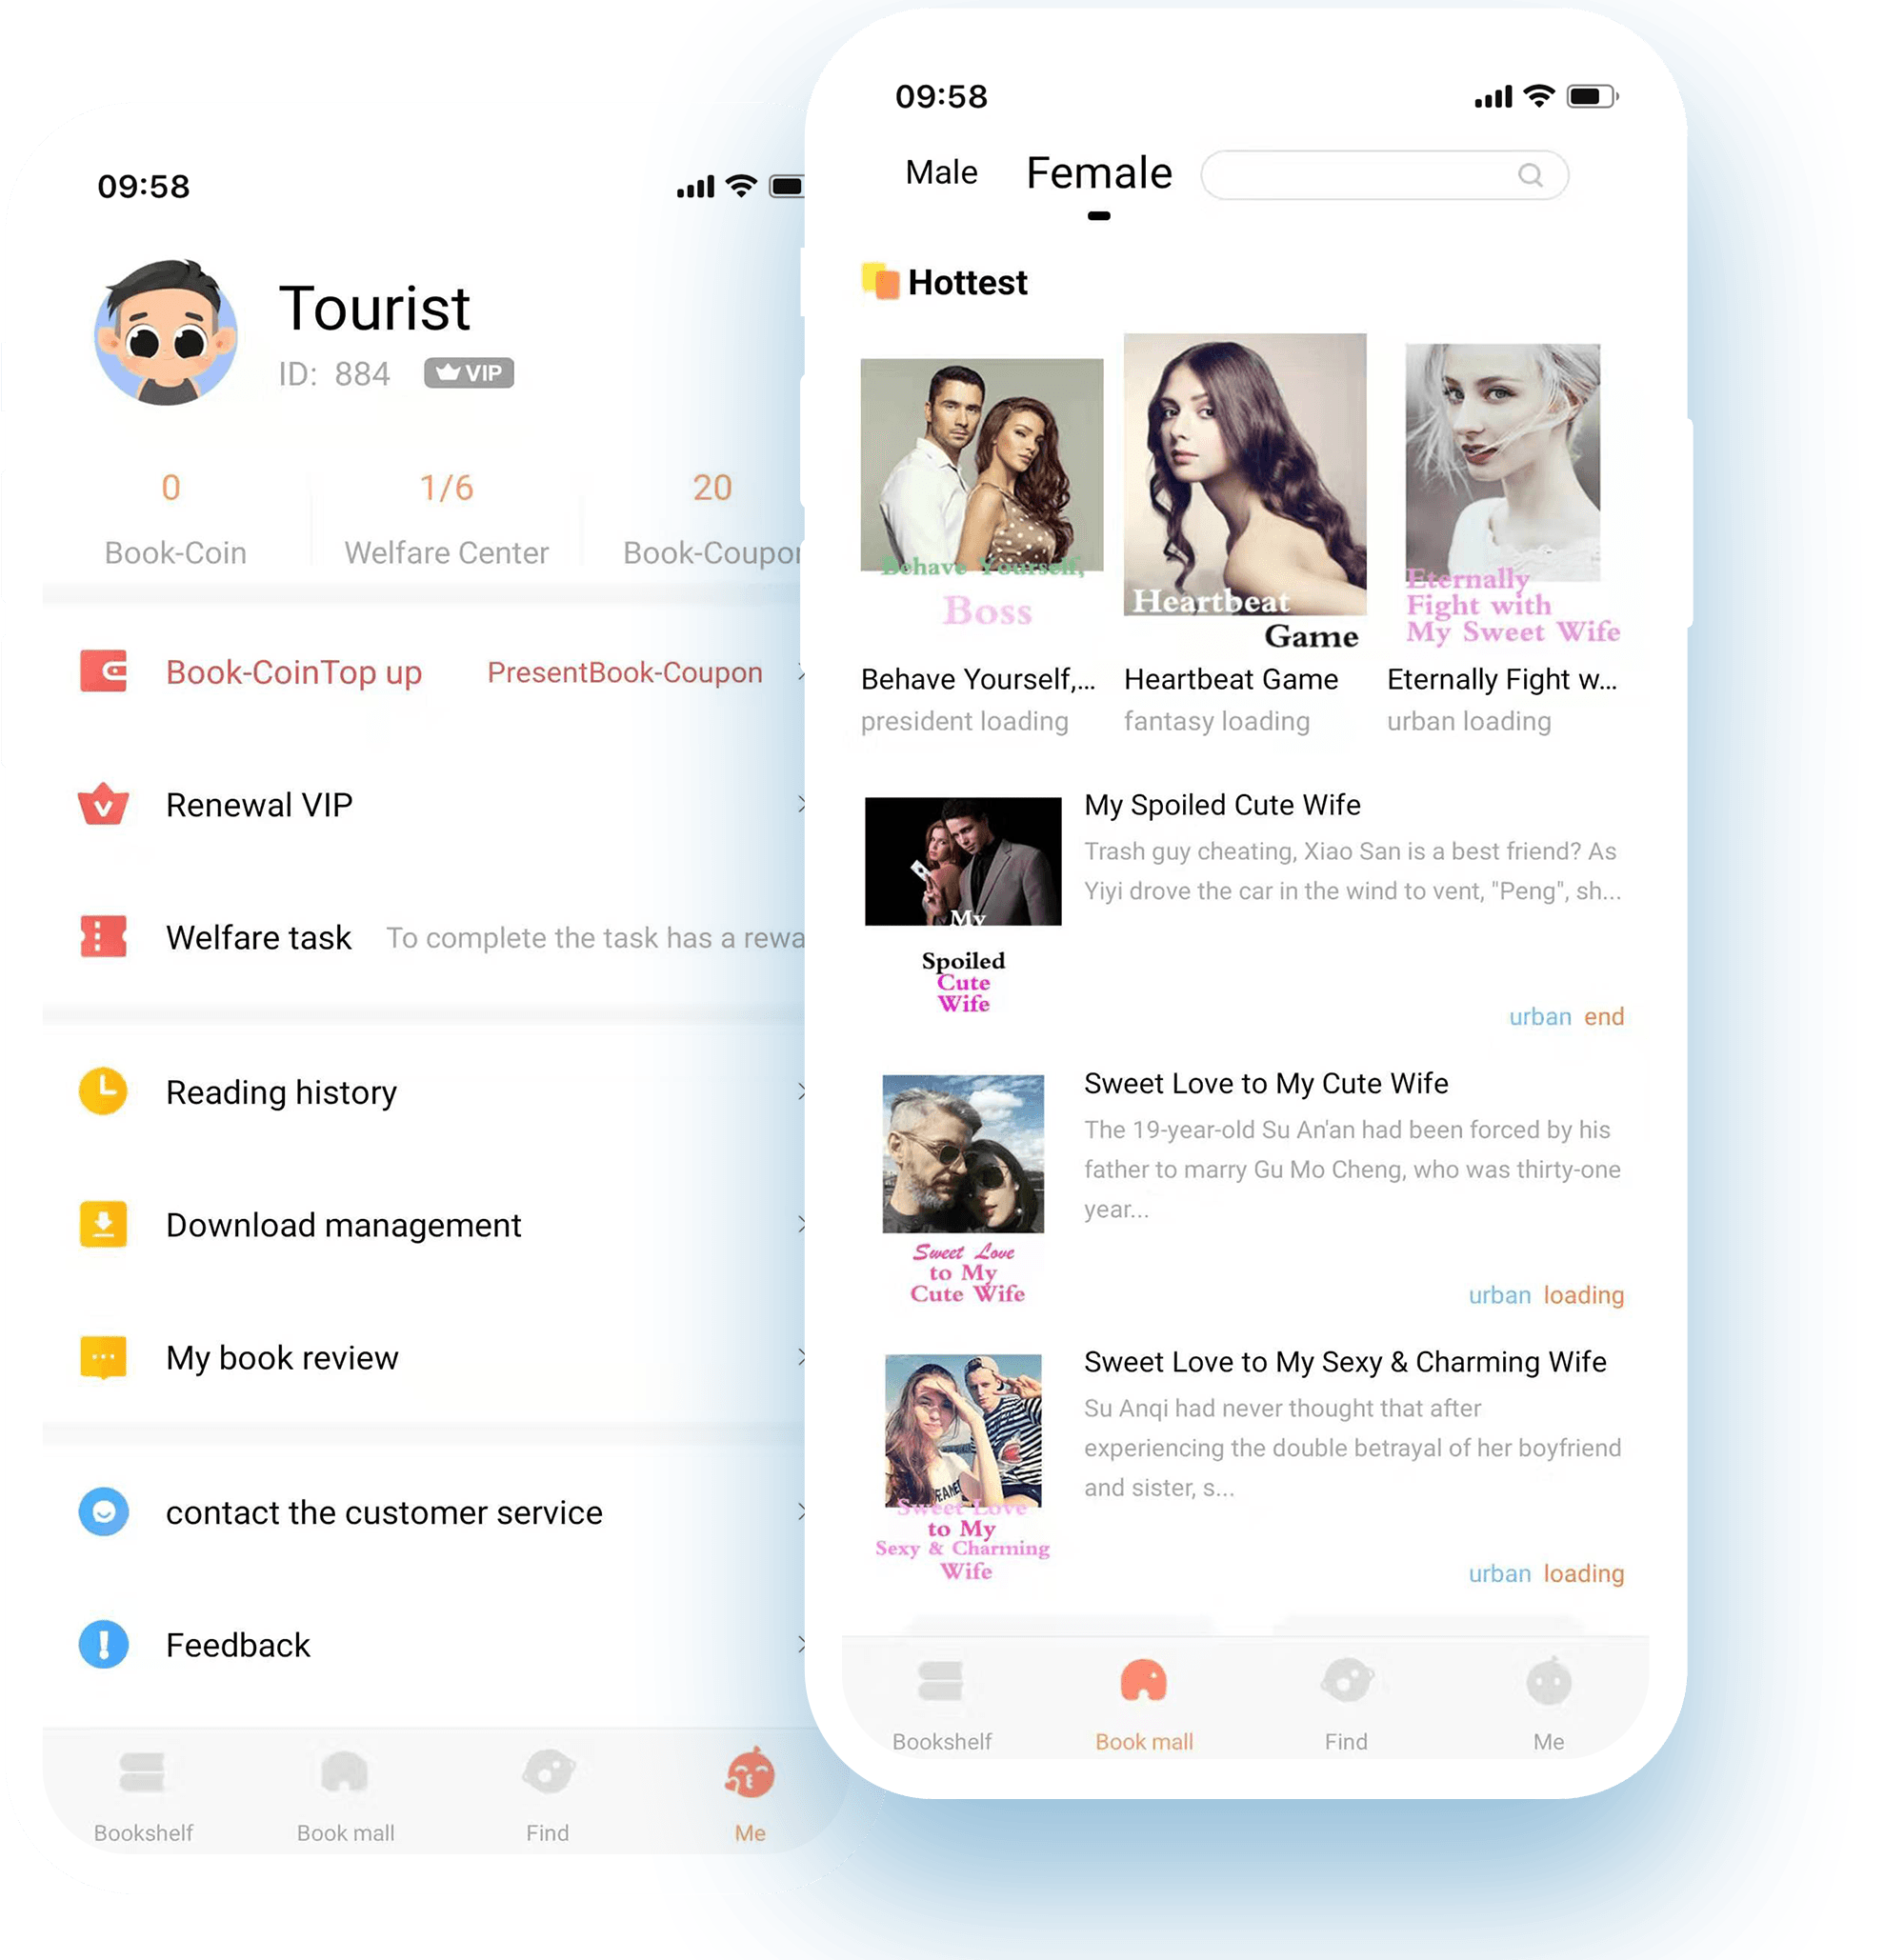 09:58
Tourist
ID: 884
VIP
0
1/6
20
Book-Coin
Welfare Center
Book-Coupon
Book-CoinTop up
PresentBook-Coupon
Renewal VIP
Welfare task
To complete the task has a rewa
Reading history
Download management
My book review
contact the customer service
Feedback
Bookshelf
Book mall
Find
Me
09:58
Male
Female
Hottest
Behave Yourself,
Boss
Heartbeat
Game
Eternally
Fight with
My Sweet Wife
Behave Yourself,...
Heartbeat Game
Eternally Fight w...
president loading
fantasy loading
urban loading
My
Spoiled
Cute
Wife
My Spoiled Cute Wife
Trash guy cheating, Xiao San is a best friend? As
Yiyi drove the car in the wind to vent, "Peng", sh...
urban end
Sweet Love
to My
Cute Wife
Sweet Love to My Cute Wife
The 19-year-old Su An'an had been forced by his
father to marry Gu Mo Cheng, who was thirty-one
year...
urban loading
Sweet Love
to My
Sexy & Charming
Wife
Sweet Love to My Sexy & Charming Wife
Su Anqi had never thought that after
experiencing the double betrayal of her boyfriend
and sister, s...
urban loading
Bookshelf
Book mall
Find
Me